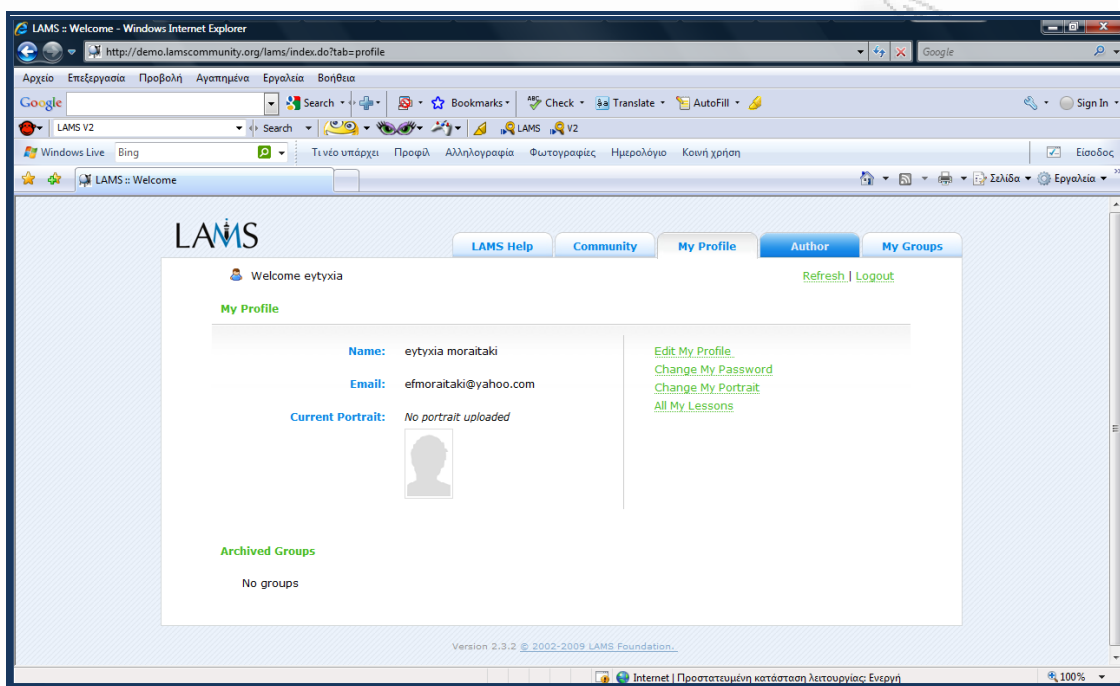 LAMS :: Welcome - Windows Internet Explorer
http://demo.lamscommunity.org/lams/index.do?tab=profile Google
Αρχείο Επεξεργασία Προβολή Αγαπημένα Εργαλεία Βοήθεια
Google Search Bookmarks ABC Check Translate AutoFill Sign In
LAMS V2 Search LAMS V2
Windows Live Bing Τι νέο υπάρχει Προφίλ Αλληλογραφία Φωτογραφίες Ημερολόγιο Κοινή χρήση Είσοδος
LAMS :: Welcome Σελίδα Εργαλεία
LAMS LAMS Help Community My Profile Author My Groups
Welcome eytyxia Refresh | Logout
My Profile
Name: eytyxia moraitaki Edit My Profile
Change My Password
Email: efmoraitaki@yahoo.com Change My Portrait
All My Lessons
Current Portrait: No portrait uploaded
Archived Groups
No groups
Version 2.3.2 © 2002-2009 LAMS Foundation.
Internet | Προστατευμένη κατάσταση λειτουργίας: Ενεργή 100%